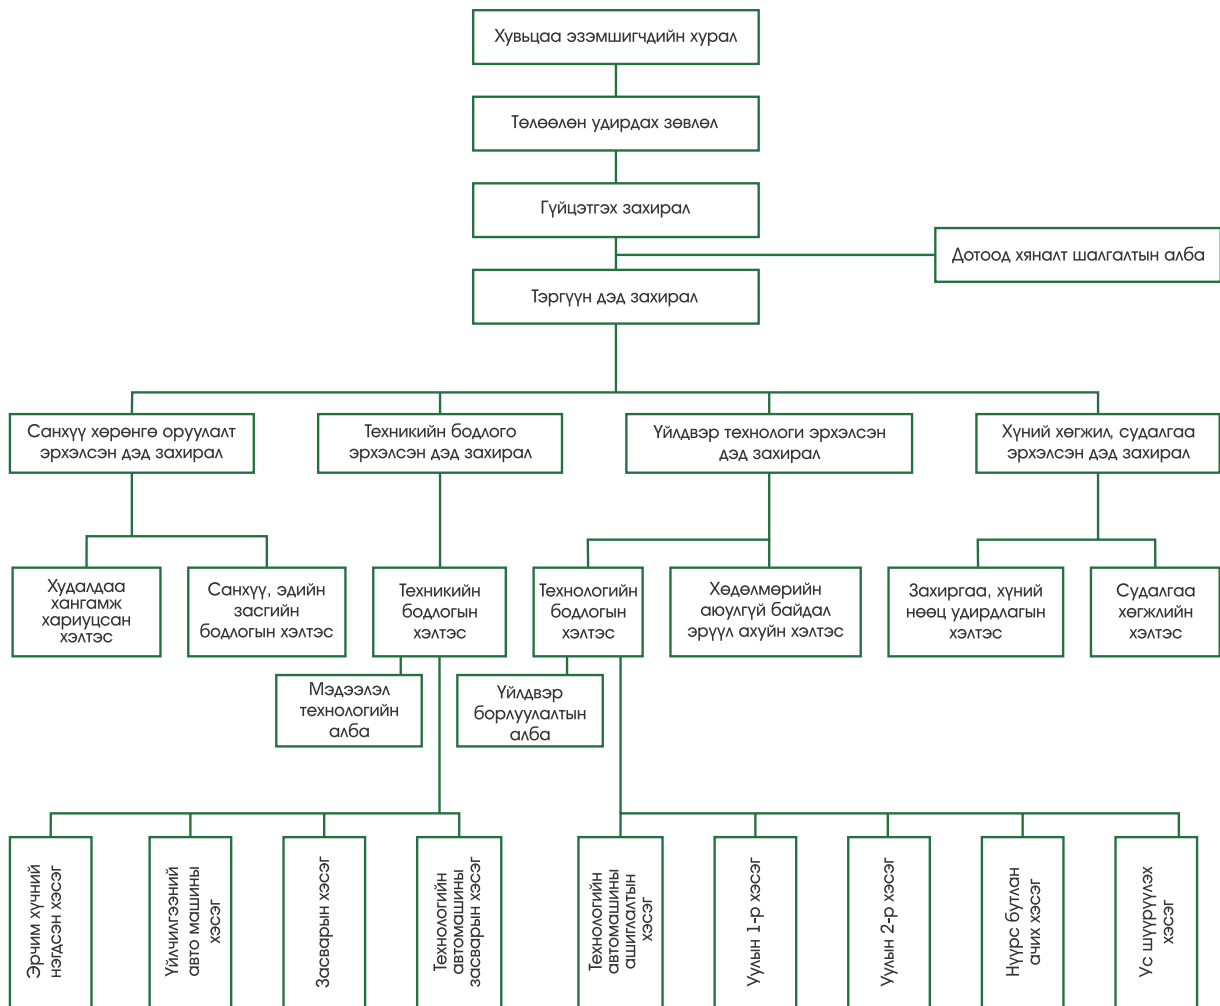 Хувьцаа эзэмшигчдийн хурал
Төлөөлөн удирдах зөвлөл
Гүйцэтгэх захирал
Дотоод хяналт шалгалтын алба
Тэргүүн дэд захирал
Санхүү хөрөнгө оруулалт
эрхэлсэн дэд захирал
Техникийн бодлого
эрхэлсэн дэд захирал
Үйлдвэр технологи эрхэлсэн
дэд захирал
Хүний хөгжил, судалгаа
эрхэлсэн дэд захирал
Худалдаа
хангамж
хариуцсан
хэлтэс
Санхүү, эдийн
засгийн
бодлогын хэлтэс
Техникийн
бодлогын
хэлтэс
Технологийн
бодлогын
хэлтэс
Хөдөлмөрийн
аюулгүй байдал
эрүүл ахуйн хэлтэс
Захиргаа, хүний
нөөц удирдлагын
хэлтэс
Судалгаа
хөгжлийн
хэлтэс
Мэдээлэл
технологийн
алба
Үйлдвэр
борлуулалтын
алба
Эрчим хүчний
нэгдсэн хэсэг
Үйлчилгээний
авто машины
хэсэг
Засварын хэсэг
Технологийн
автомашины
засварын хэсэг
Технологийн
автомашины
ашиглалтын
хэсэг
Уулын 1-р хэсэг
Уулын 2-р хэсэг
Нүүрс бутлан
ачих хэсэг
Ус шүүрүүлэх
хэсэг